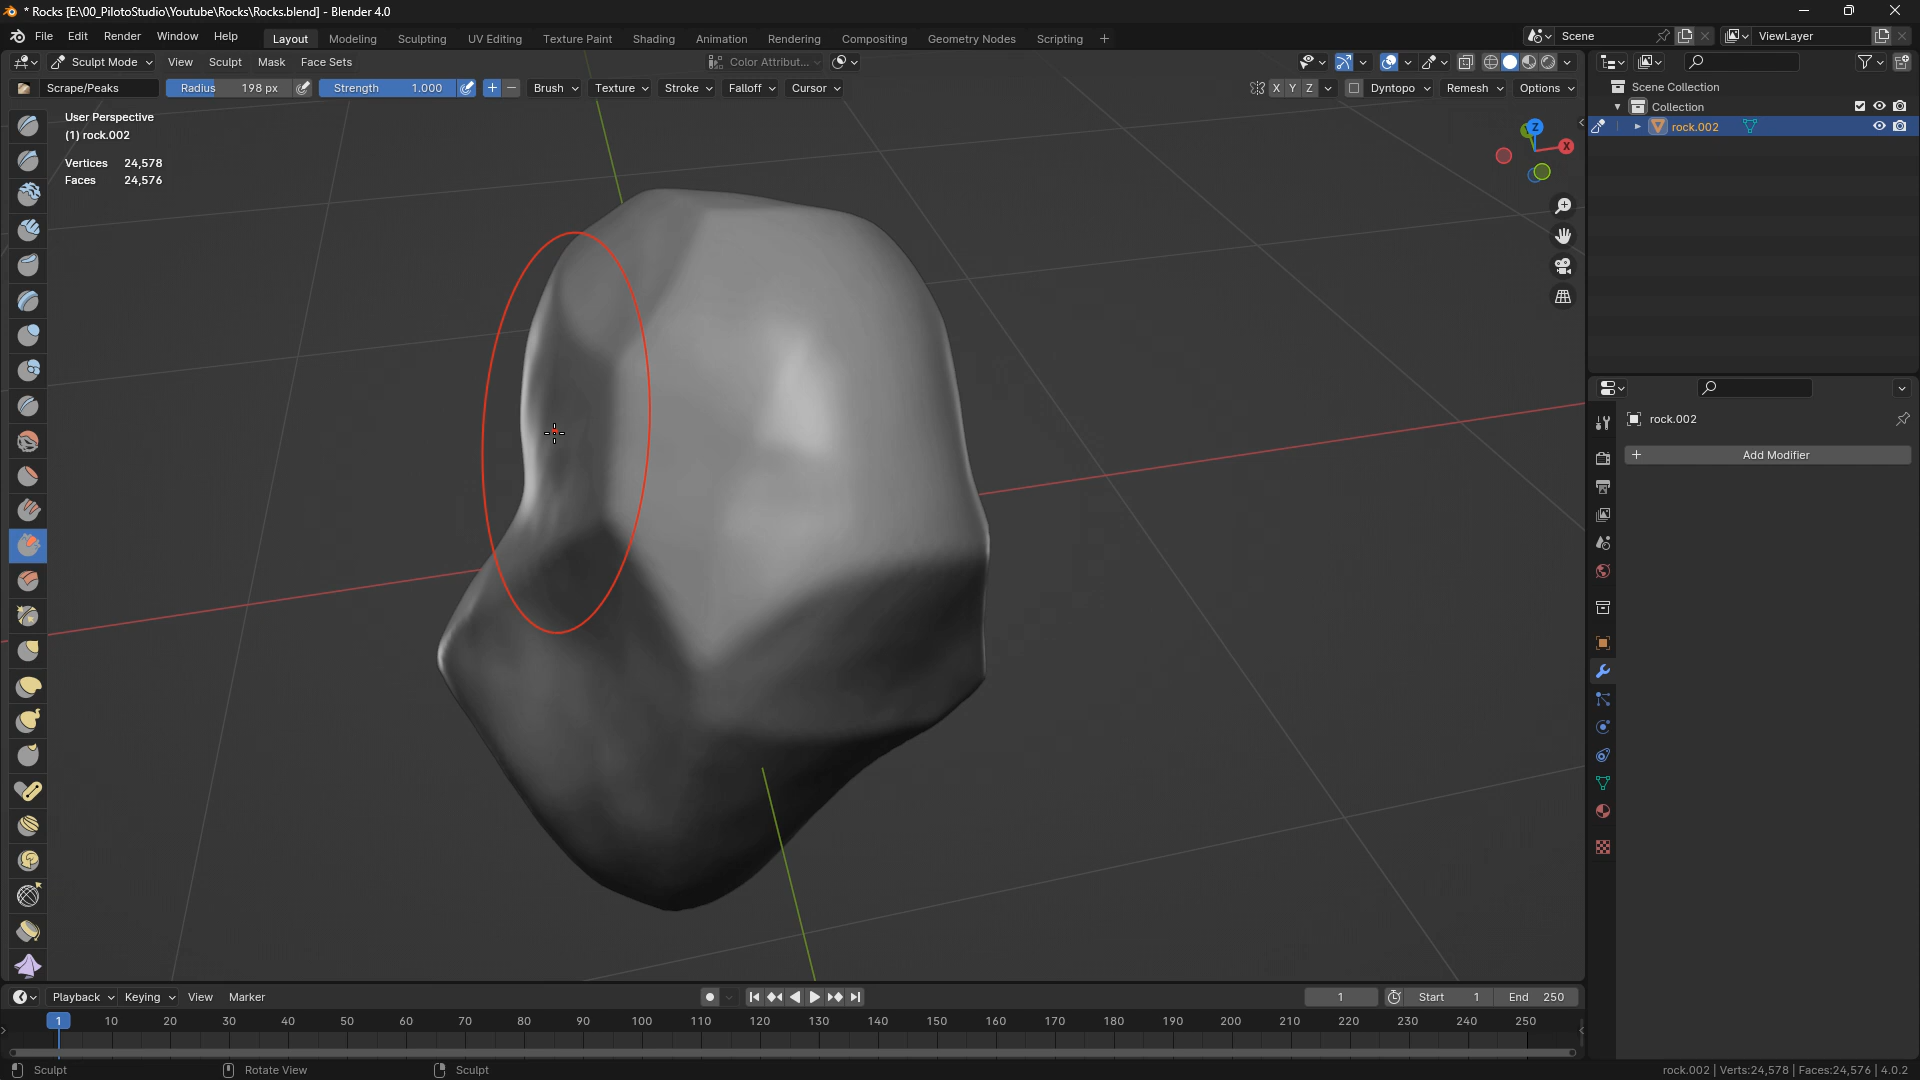 * Rocks [E:\00_PilotoStudio\Youtube\Rocks\Rocks.blend] - Blender 4.0
File Edit Render Window Help Layout Modeling Sculpting UV Editing Texture Paint Shading Animation Rendering Compositing Geometry Nodes Scripting + Scene ViewLayer
Sculpt Mode View Sculpt Mask Face Sets Color Attribut...
Scrape/Peaks Radius 198 px Strength 1.000 Brush Texture Stroke Falloff Cursor X Y Z Dyntopo Remesh Options
Scene Collection
Collection
rock.002
User Perspective
(1) rock.002
Vertices 24,578
Faces 24,576
Z
X
rock.002
+ Add Modifier
Playback Keying View Marker 1 Start 1 End 250
1 10 20 30 40 50 60 70 80 90 100 110 120 130 140 150 160 170 180 190 200 210 220 230 240 250
Sculpt Rotate View Sculpt rock.002 | Verts:24,578 | Faces:24,576 | 4.0.2